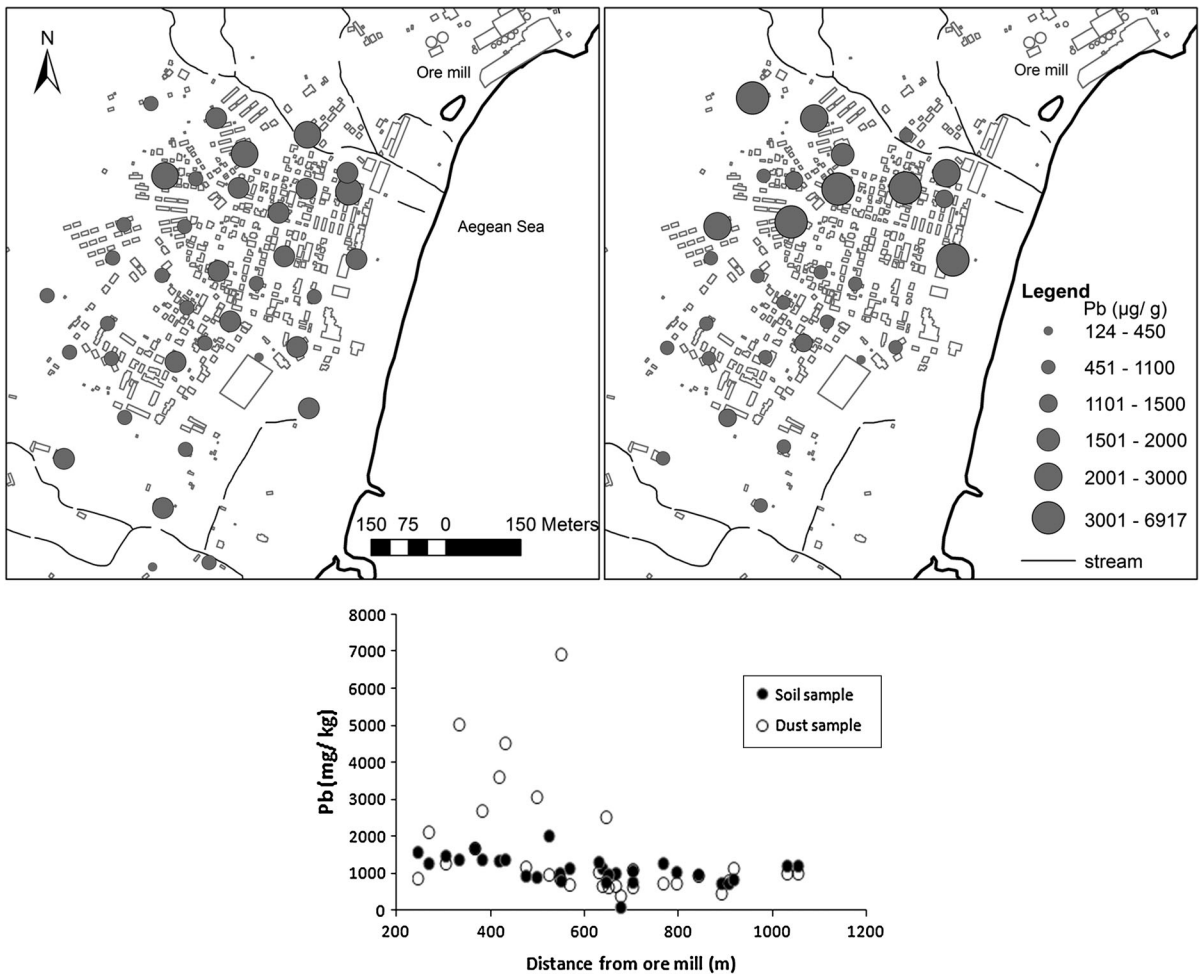 N
Ore mill
Aegean Sea
150 75 0 150 Meters
Ore mill
Legend
Pb (µg/ g)
124 - 450
451 - 1100
1101 - 1500
1501 - 2000
2001 - 3000
3001 - 6917
stream
8000
7000
6000
5000
4000
3000
2000
1000
0
Pb (mg/ kg)
Soil sample
Dust sample
200 400 600 800 1000 1200
Distance from ore mill (m)